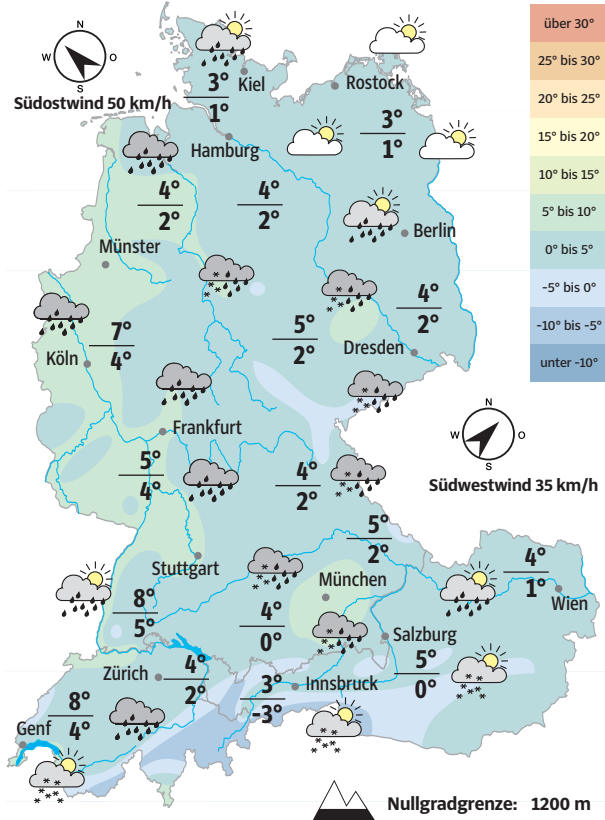 N
W O
S
Südostwind 50 km/h
3°
1°
Kiel
Rostock
3°
1°
Hamburg
4°
2°
4°
2°
Berlin
Münster
4°
2°
5°
2°
Dresden
7°
4°
Köln
Frankfurt
5°
4°
4°
2°
5°
2°
Stuttgart
8°
5°
München
4°
0°
4°
1°
Wien
Salzburg
5°
0°
Zürich
4°
2°
3°
-3°
Innsbruck
8°
4°
Genf
N
W O
S
Südwestwind 35 km/h
über 30°
25° bis 30°
20° bis 25°
15° bis 20°
10° bis 15°
5° bis 10°
0° bis 5°
-5° bis 0°
-10° bis -5°
unter -10°
Nullgradgrenze: 1200 m